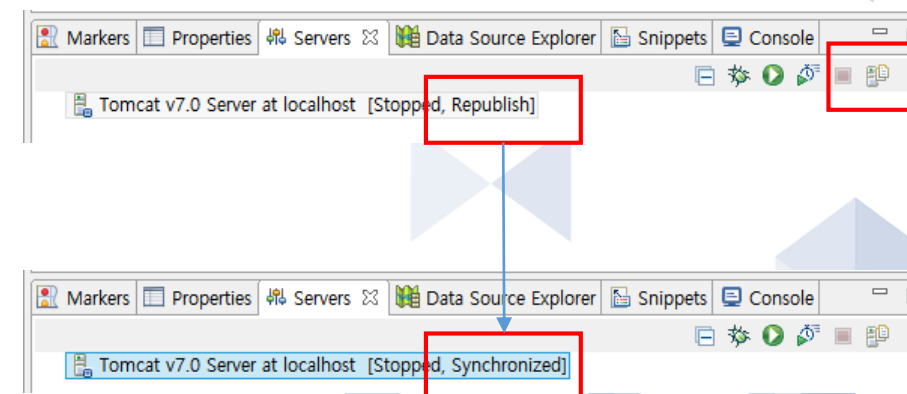 Markers Properties Servers Data Source Explorer Snippets Console
Tomcat v7.0 Server at localhost [Stopped, Republish]
Markers Properties Servers Data Source Explorer Snippets Console
Tomcat v7.0 Server at localhost [Stopped, Synchronized]